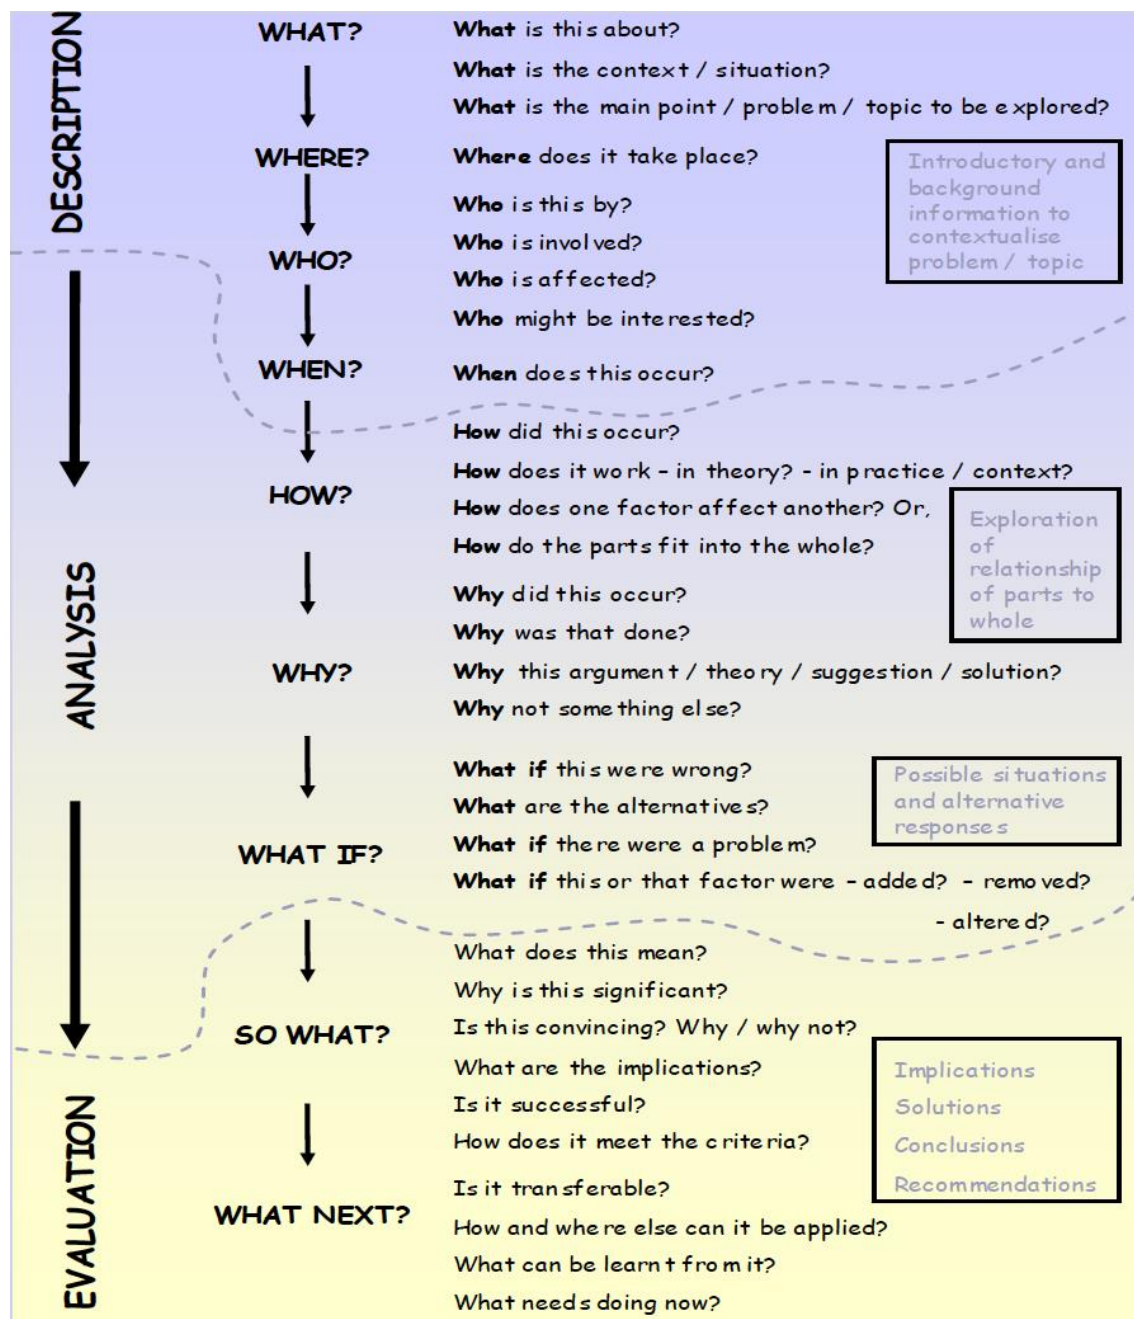 DESCRIPTION
WHAT?
What is this about?
What is the context / situation?
What is the main point / problem / topic to be explored?
WHERE?
Where does it take place?
Introductory and
background
information to
contextualise
problem / topic
WHO?
Who is this by?
Who is involved?
Who is affected?
Who might be interested?
WHEN?
When does this occur?
ANALYSIS
HOW?
How did this occur?
How does it work – in theory? - in practice / context?
How does one factor affect another? Or,
How do the parts fit into the whole?
Exploration
of
relationship
of parts to
whole
WHY?
Why did this occur?
Why was that done?
Why this argument / theory / suggestion / solution?
Why not something else?
WHAT IF?
What if this were wrong?
What are the alternatives?
What if there were a problem?
What if this or that factor were – added? – removed?
- altered?
Possible situations
and alternative
responses
EVALUATION
SO WHAT?
What does this mean?
Why is this significant?
Is this convincing? Why / why not?
What are the implications?
Is it successful?
How does it meet the criteria?
Implications
Solutions
Conclusions
Recommendations
WHAT NEXT?
Is it transferable?
How and where else can it be applied?
What can be learnt from it?
What needs doing now?